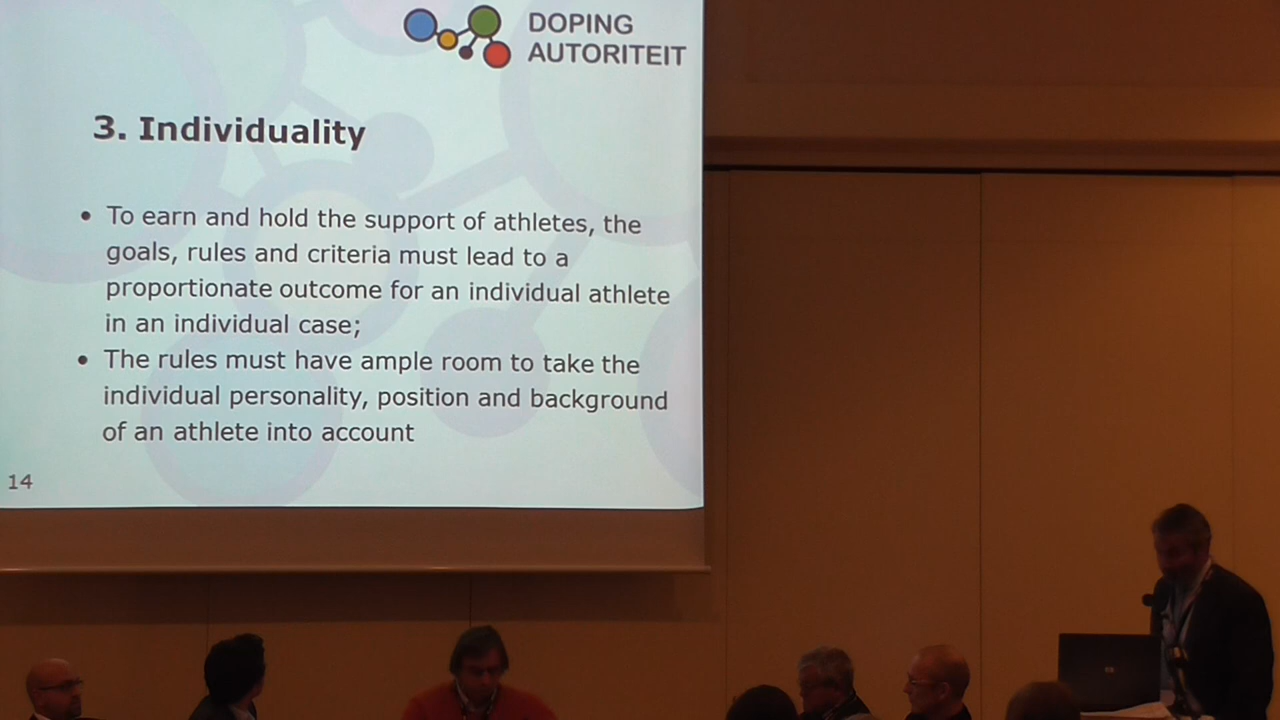 DOPING
AUTORITEIT
3. Individuality
• To earn and hold the support of athletes, the
goals, rules and criteria must lead to a
proportionate outcome for an individual athlete
in an individual case;
• The rules must have ample room to take the
individual personality, position and background
of an athlete into account
14